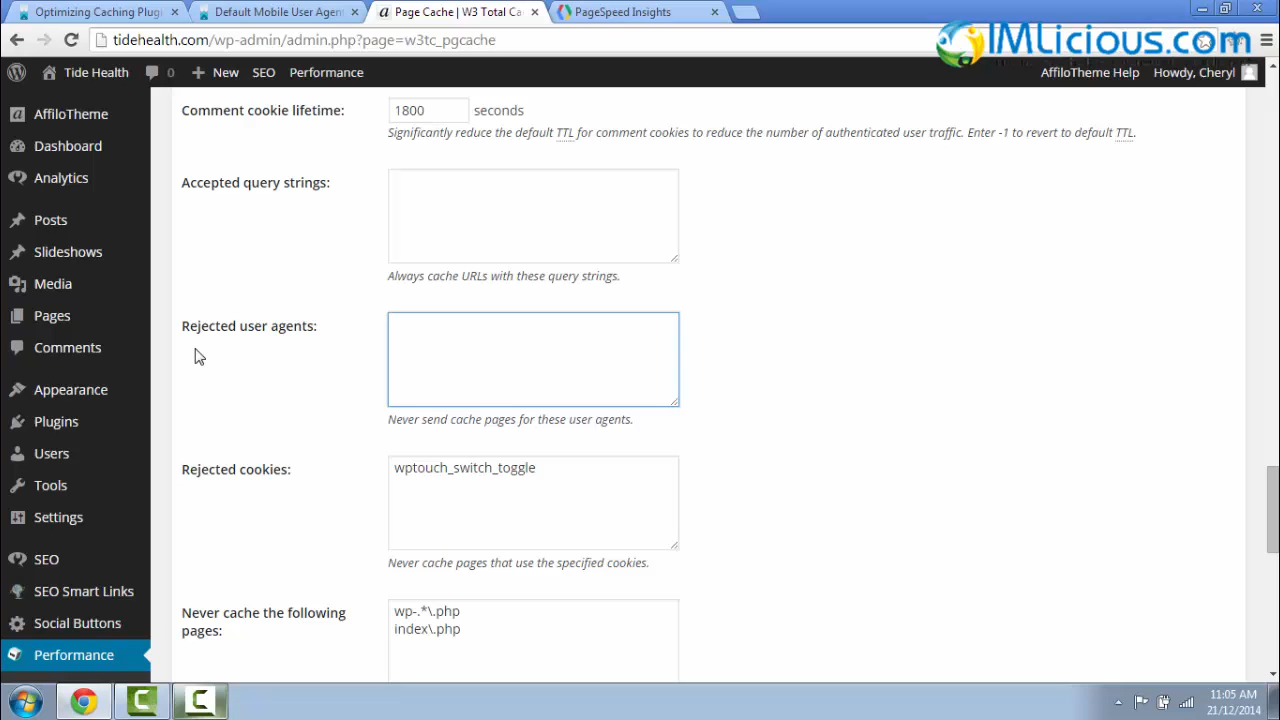 Optimizing Caching Plugi
Default Mobile User Agen
Page Cache | W3 Total Ca
PageSpeed Insights
tidehealth.com/wp-admin/admin.php?page=w3tc_pgcache
IMLicious.com
Tide Health
0
New
SEO
Performance
AffiloTheme Help
Howdy, Cheryl
AffiloTheme
Dashboard
Analytics
Posts
Slideshows
Media
Pages
Comments
Appearance
Plugins
Users
Tools
Settings
SEO
SEO Smart Links
Social Buttons
Performance
Comment cookie lifetime:
1800 seconds
Significantly reduce the default TTL for comment cookies to reduce the number of authenticated user traffic. Enter -1 to revert to default TTL.
Accepted query strings:
Always cache URLs with these query strings.
Rejected user agents:
Never send cache pages for these user agents.
Rejected cookies:
wptouch_switch_toggle
Never cache pages that use the specified cookies.
Never cache the following
pages:
wp-.*\.php
index\.php
11:05 AM
21/12/2014